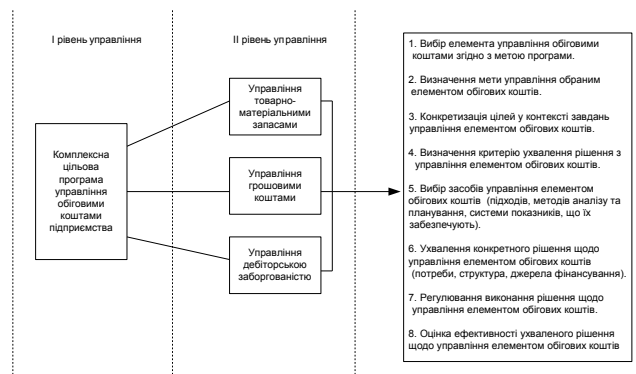 І рівень управління
ІІ рівень управління
Комплексна
цільова
програма
управління
обіговими
коштами
підприємства
Управління
товарно-
матеріальними
запасами
Управління
грошовими
коштами
Управління
дебіторською
заборгованістю
1. Вибір елемента управління обіговими
коштами згідно з метою програми.
2. Визначення мети управління обраним
елементом обігових коштів.
3. Конкретизація цілей у контексті завдань
управління елементом обігових коштів.
4. Визначення критерію ухвалення рішення з
управління елементом обігових коштів.
5. Вибір засобів управління елементом
обігових коштів (підходів, методів аналізу та
планування, системи показників, що їх
забезпечують).
6. Ухвалення конкретного рішення щодо
управління елементом обігових коштів
(потреби, структура, джерела фінансування).
7. Регулювання виконання рішення щодо
управління елементом обігових коштів.
8. Оцінка ефективності ухваленого рішення
щодо управління елементом обігових коштів